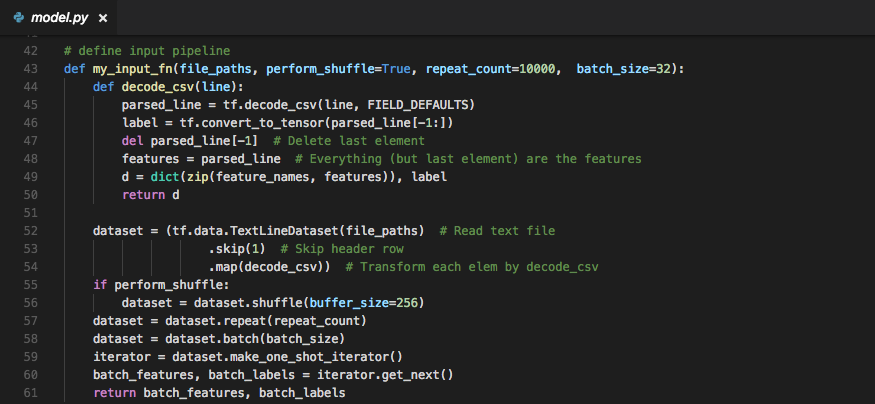 model.py ×
42 # define input pipeline
43 def my_input_fn(file_paths, perform_shuffle=True, repeat_count=10000,  batch_size=32):
44     def decode_csv(line):
45         parsed_line = tf.decode_csv(line, FIELD_DEFAULTS)
46         label = tf.convert_to_tensor(parsed_line[-1:])
47         del parsed_line[-1]  # Delete last element
48         features = parsed_line  # Everything (but last element) are the features
49         d = dict(zip(feature_names, features)), label
50         return d
51
52     dataset = (tf.data.TextLineDataset(file_paths)  # Read text file
53                     .skip(1)  # Skip header row
54                     .map(decode_csv))  # Transform each elem by decode_csv
55     if perform_shuffle:
56         dataset = dataset.shuffle(buffer_size=256)
57     dataset = dataset.repeat(repeat_count)
58     dataset = dataset.batch(batch_size)
59     iterator = dataset.make_one_shot_iterator()
60     batch_features, batch_labels = iterator.get_next()
61     return batch_features, batch_labels